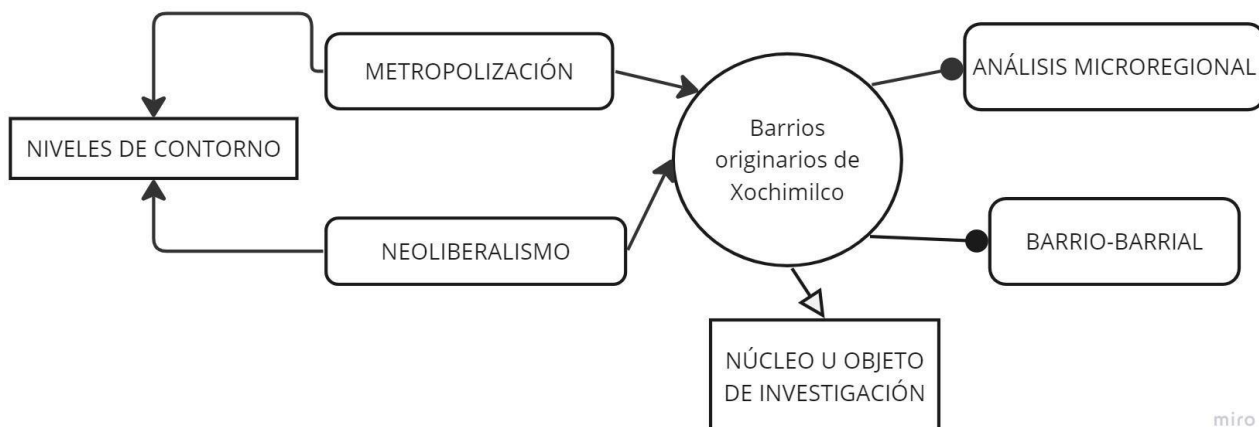 METROPOLIZACIÓN
NIVELES DE CONTORNO
NEOLIBERALISMO
Barrios
originarios de
Xochimilco
ANÁLISIS MICROREGIONAL
BARRIO-BARRIAL
NÚCLEO U OBJETO
DE INVESTIGACIÓN
miro